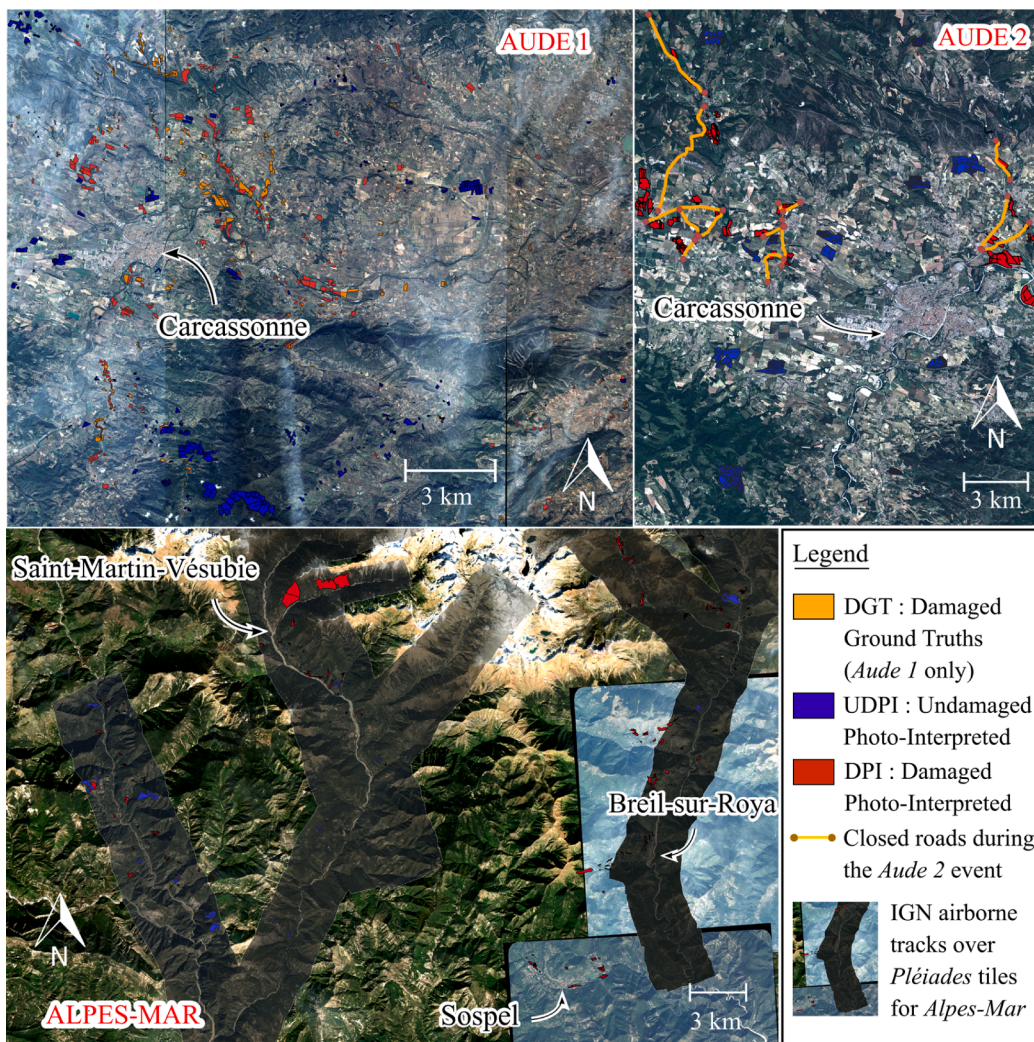 AUDE 1
Carcassonne
3 km
N
AUDE 2
Carcassonne
N
3 km
Saint-Martin-Vésubie
Breil-sur-Roya
N
ALPES-MAR
Sospel
3 km
Legend
DGT : Damaged
Ground Truths
(Aude 1 only)
UDPI : Undamaged
Photo-Interpreted
DPI : Damaged
Photo-Interpreted
Closed roads during
the Aude 2 event
IGN airborne
tracks over
Pléiades tiles
for Alpes-Mar